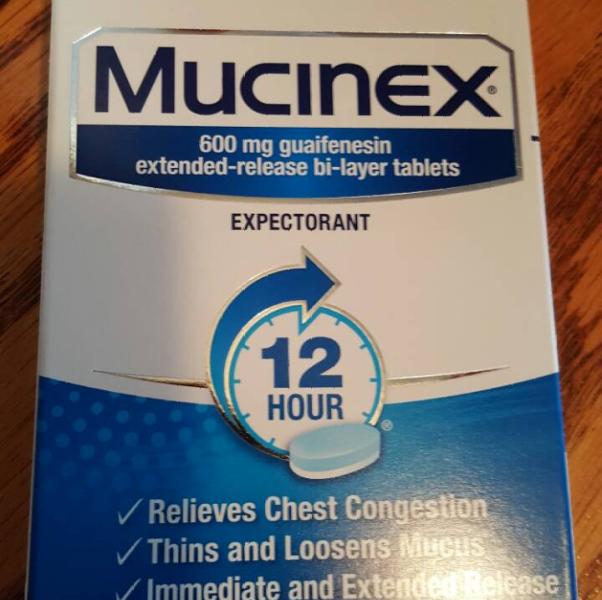 Mucinex®
600 mg guaifenesin
extended-release bi-layer tablets
EXPECTORANT
12
HOUR
®
✓ Relieves Chest Congestion
✓ Thins and Loosens Mucus
✓ Immediate and Extended Release